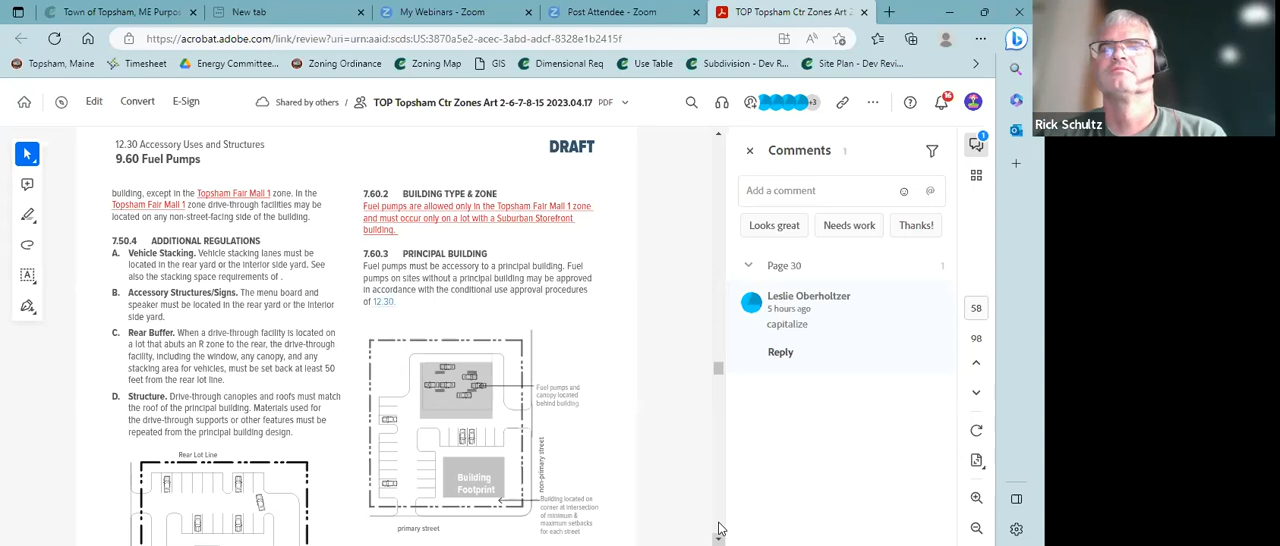 Town of Topsham, ME Purpo
New tab
My Webinars - Zoom
Post Attendee - Zoom
TOP Topsham Ctr Zones Art 2
https://acrobat.adobe.com/link/review?uri=urn:aaid:scds:US:3870a5e2-acec-3abd-adcf-8328e1b2415f
Topsham, Maine
Timesheet
Energy Committee...
Zoning Ordinance
Zoning Map
GIS
Dimensional Req
Use Table
Subdivision - Dev R...
Site Plan - Dev Revi...
Edit
Convert
E-Sign
Shared by others /
TOP Topsham Ctr Zones Art 2-6-7-8-15 2023.04.17
PDF
+3
16
12.30 Accessory Uses and Structures
9.60 Fuel Pumps
DRAFT
building, except in the Topsham Fair Mall 1 zone. In the
Topsham Fair Mall 1 zone drive-through facilities may be
located on any non-street-facing side of the building.
7.50.4 ADDITIONAL REGULATIONS
A. Vehicle Stacking. Vehicle stacking lanes must be
located in the rear yard or the interior side yard. See
also the stacking space requirements of .
B. Accessory Structures/Signs. The menu board and
speaker must be located in the rear yard or the interior
side yard.
C. Rear Buffer. When a drive-through facility is located on
a lot that abuts an R zone to the rear, the drive-through
facility, including the window, any canopy, and any
stacking area for vehicles, must be set back at least 50
feet from the rear lot line.
D. Structure. Drive-through canopies and roofs must match
the roof of the principal building. Materials used for
the drive-through supports or other features must be
repeated from the principal building design.
Rear Lot Line
7.60.2 BUILDING TYPE & ZONE
Fuel pumps are allowed only in the Topsham Fair Mall 1 zone
and must occur only on a lot with a Suburban Storefront
building.
7.60.3 PRINCIPAL BUILDING
Fuel pumps must be accessory to a principal building. Fuel
pumps on sites without a principal building may be approved
in accordance with the conditional use approval procedures
of 12.30.
Fuel pumps and
canopy located
behind building.
non-primary street
Building
Footprint
Building located on
corner at intersection
of minimum &
maximum setbacks
for each street
primary street
Comments 1
Add a comment
@
Looks great
Needs work
Thanks!
Page 30
1
Leslie Oberholtzer
5 hours ago
capitalize
Reply
1
58
98
Rick Schultz